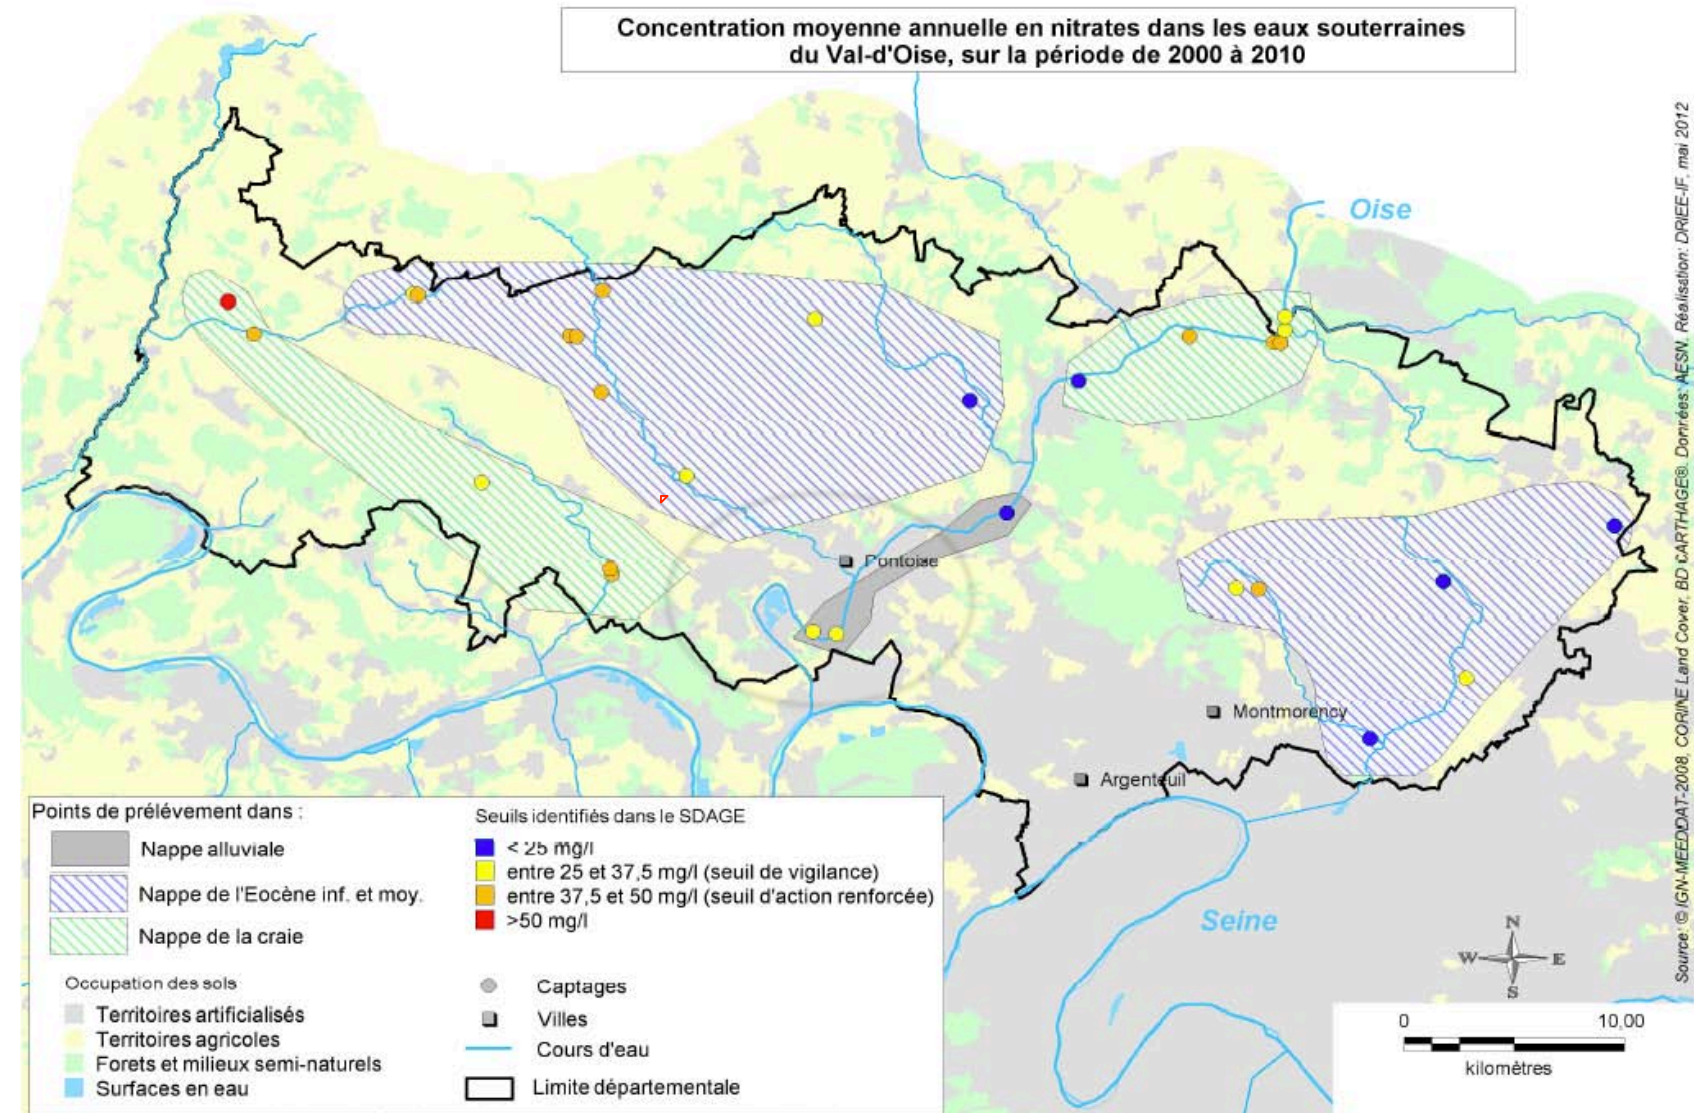 Concentration moyenne annuelle en nitrates dans les eaux souterraines
du Val-d'Oise, sur la période de 2000 à 2010
Oise
Pontoise
Montmorency
Argenteuil
Seine
Source: © IGN-MEEDDAT-2008, CORINE Land Cover, BD CARTHAGE®. Données: AESN. Réalisation: DRIEE-IF, mai 2012
Points de prélévement dans :
Nappe alluviale
Nappe de l'Eocène inf. et moy.
Nappe de la craie
Occupation des sols
Territoires artificialisés
Territoires agricoles
Forets et milieux semi-naturels
Surfaces en eau
Seuils identifiés dans le SDAGE
< 25 mg/l
entre 25 et 37,5 mg/l (seuil de vigilance)
entre 37,5 et 50 mg/l (seuil d'action renforcée)
>50 mg/l
Captages
Villes
Cours d'eau
Limite départementale
N
W E
S
0 10,00
kilomètres